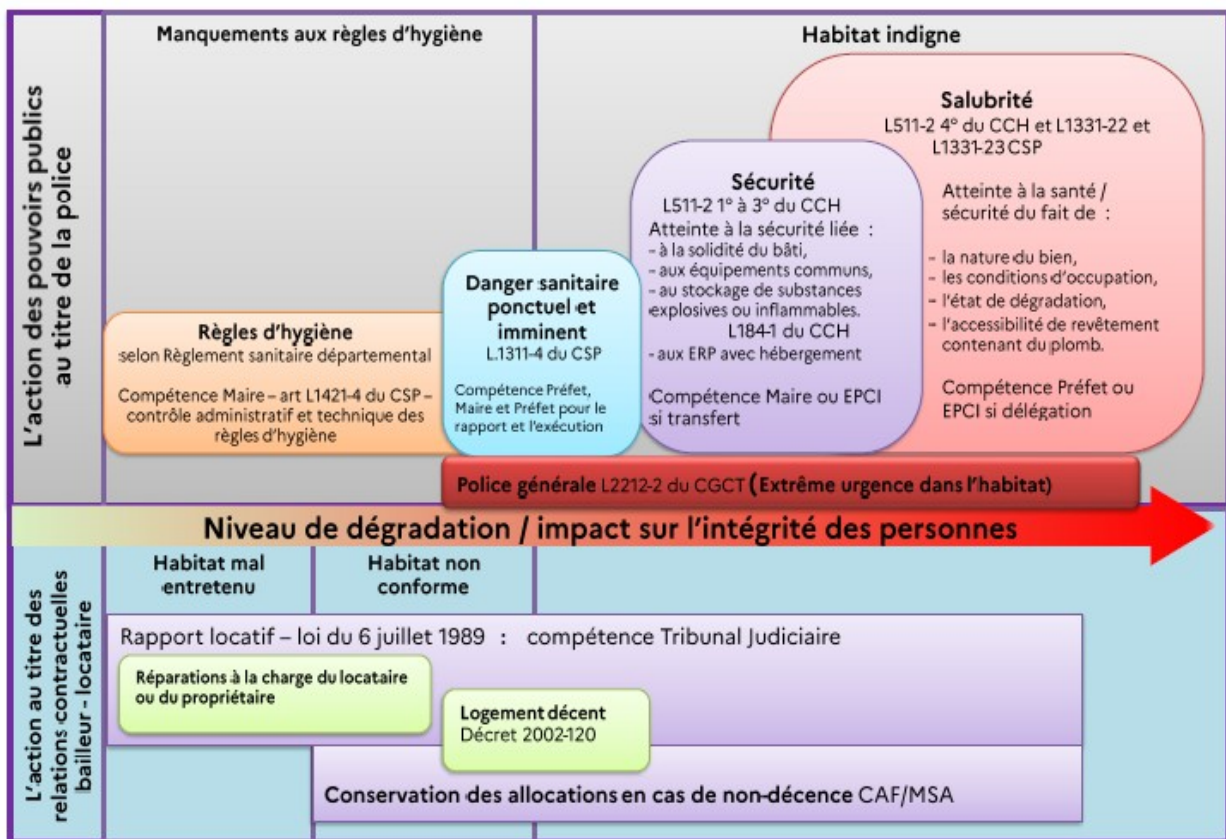 L'action des pouvoirs publics
au titre de la police
Manquements aux règles d'hygiène
Habitat indigne
Règles d'hygiène
selon Règlement sanitaire départemental
Compétence Maire – art L1421-4 du CSP –
contrôle administratif et technique des
règles d'hygiène
Danger sanitaire
ponctuel et
imminent
L.1311-4 du CSP
Compétence Préfet,
Maire et Préfet pour le
rapport et l'exécution
Sécurité
L511-2 1° à 3° du CCH
Atteinte à la sécurité liée :
- à la solidité du bâti,
- aux équipements communs,
- au stockage de substances
explosives ou inflammables.
L184-1 du CCH
- aux ERP avec hébergement
Compétence Maire ou EPCI
si transfert
Salubrité
L511-2 4° du CCH et L1331-22 et
L1331-23 CSP
Atteinte à la santé /
sécurité du fait de :
- la nature du bien,
- les conditions d'occupation,
- l'état de dégradation,
- l'accessibilité de revêtement
contenant du plomb.
Compétence Préfet ou
EPCI si délégation
Police générale L2212-2 du CGCT (Extrême urgence dans l'habitat)
Niveau de dégradation / impact sur l'intégrité des personnes
L'action au titre des
relations contractuelles
bailleur - locataire
Habitat mal
entretenu
Habitat non
conforme
Rapport locatif – loi du 6 juillet 1989 : compétence Tribunal Judiciaire
Réparations à la charge du locataire
ou du propriétaire
Logement décent
Décret 2002-120
Conservation des allocations en cas de non-décence CAF/MSA